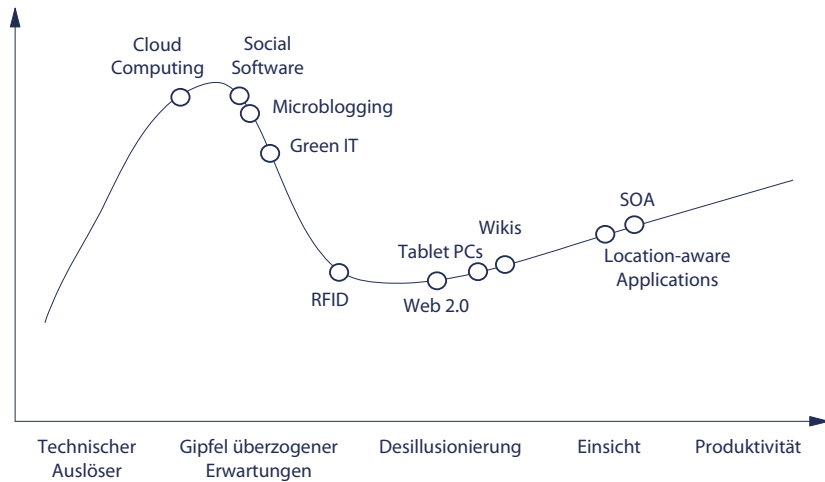 Cloud
Computing
Social
Software
Microblogging
Green IT
RFID
Tablet PCs
Web 2.0
Wikis
SOA
Location-aware
Applications
Technischer
Auslöser
Gipfel überzogener
Erwartungen
Desillusionierung
Einsicht
Produktivität